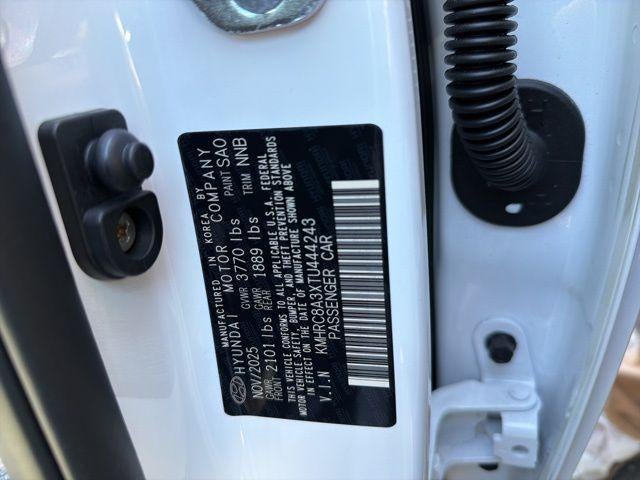 MANUFACTURED IN KOREA BY
HYUNDAI MOTOR COMPANY
NOV/2025 GVWR 3770 lbs PAINT SAO
GAWR FRONT 2101 lbs GAWR REAR 1889 lbs TRIM NNB
THIS VEHICLE CONFORMS TO ALL APPLICABLE U.S.A. FEDERAL
MOTOR VEHICLE SAFETY, BUMPER, AND THEFT PREVENTION STANDARDS
IN EFFECT ON THE DATE OF MANUFACTURE SHOWN ABOVE
V.I.N KMHRC8A3XTU444243
PASSENGER CAR